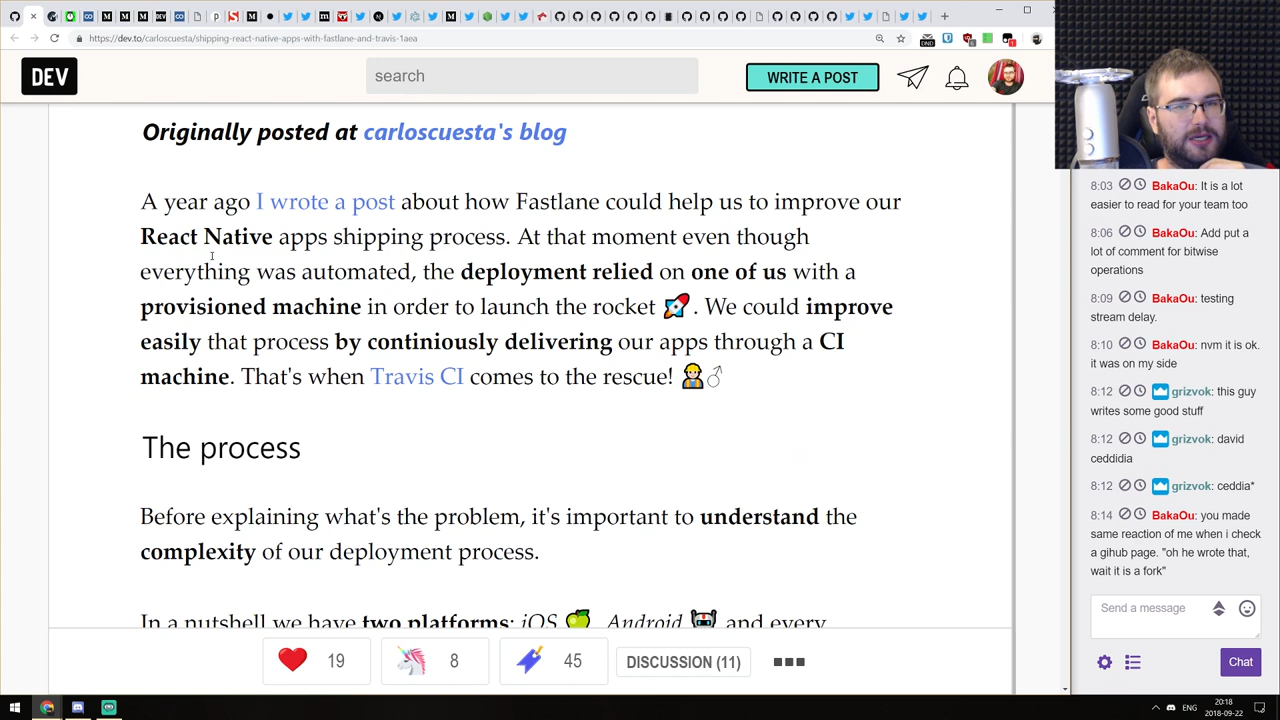 https://dev.to/carloscuesta/shipping-react-native-apps-with-fastlane-and-travis-1aea
DEV
search
WRITE A POST
Originally posted at carloscuesta's blog
A year ago I wrote a post about how Fastlane could help us to improve our
React Native apps shipping process. At that moment even though
everything was automated, the deployment relied on one of us with a
provisioned machine in order to launch the rocket 🚀. We could improve
easily that process by continiously delivering our apps through a CI
machine. That's when Travis CI comes to the rescue! 👷♂
The process
Before explaining what's the problem, it's important to understand the
complexity of our deployment process.
In a nutshell we have two platforms: iOS 🍏, Android 🤖 and every
19
8
45
DISCUSSION (11)
8:03 BakaOu: It is a lot
easier to read for your team too
8:06 BakaOu: Add put a
lot of comment for bitwise
operations
8:09 BakaOu: testing
stream delay.
8:10 BakaOu: nvm it is ok.
it was on my side
8:12 grizvok: this guy
writes some good stuff
8:12 grizvok: david
ceddidia
8:12 grizvok: ceddia*
8:14 BakaOu: you made
same reaction of me when i check
a gihub page. "oh he wrote that,
wait it is a fork"
Send a message
Chat
ENG
20:18
2018-09-22